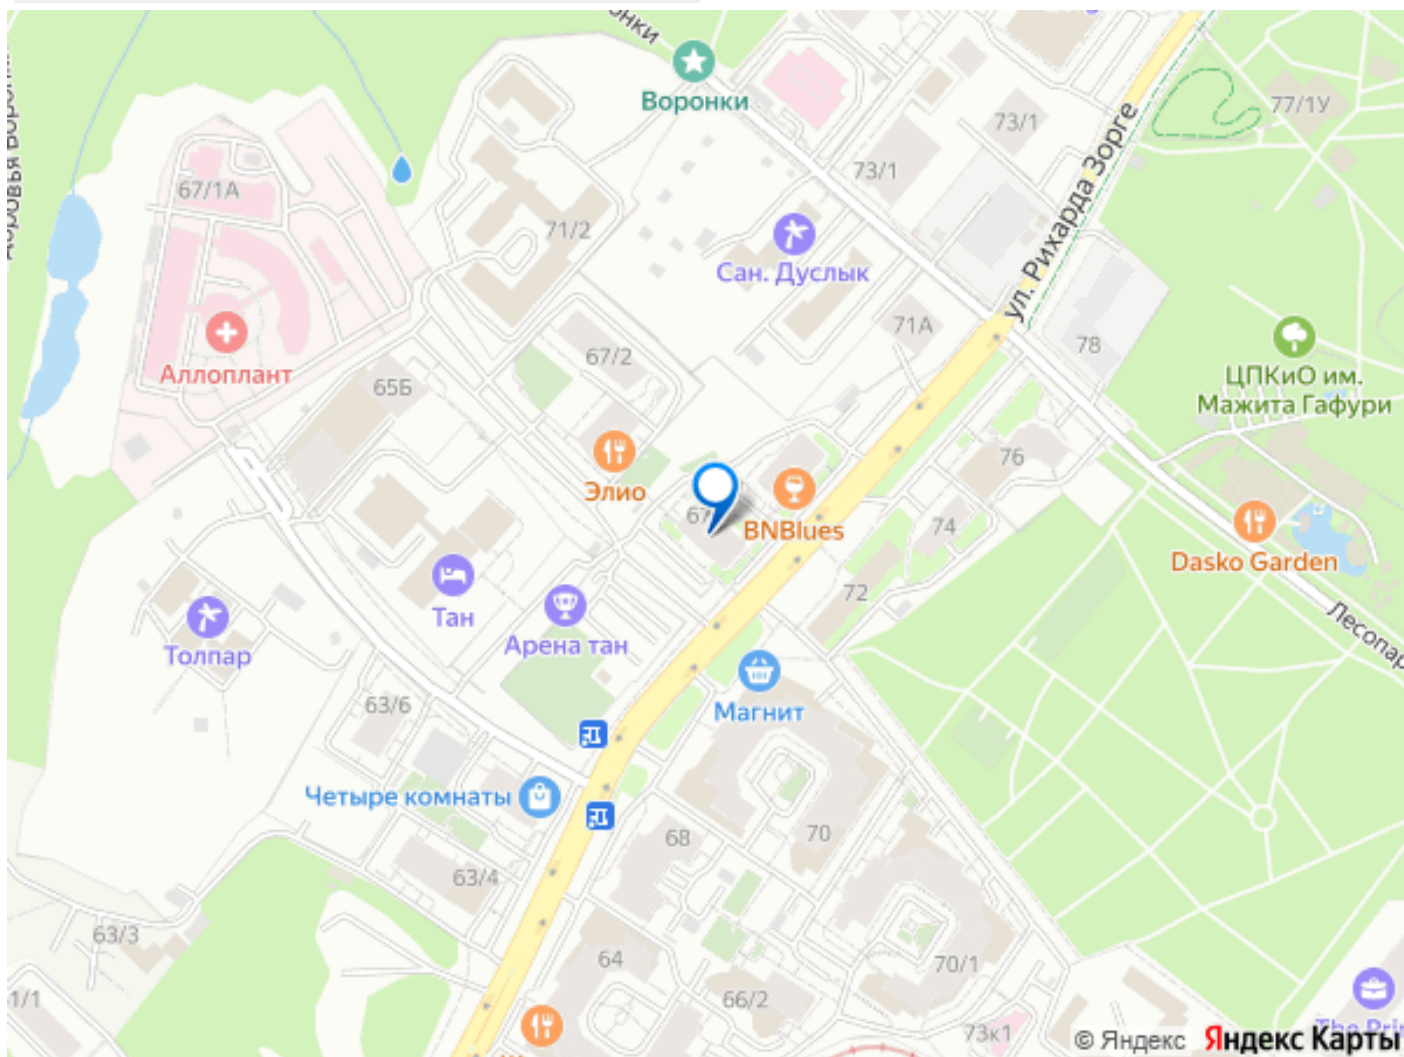 Воронки
73/1
77/1У
73/1
67/1А
71/2
Сан. Дуслык
ул. Рихарда Зорге
71А
78
67/2
Аллоплант
65Б
ЦПКиО им.
Мажита Гафури
76
Элио
BNBlues
74
Dasko Garden
72
Тан
Арена тан
Толпар
Магнит
63/6
Четыре комнаты
68
70
63/4
63/3
64
70/1
66/2
73к1
© Яндекс Яндекс Карты